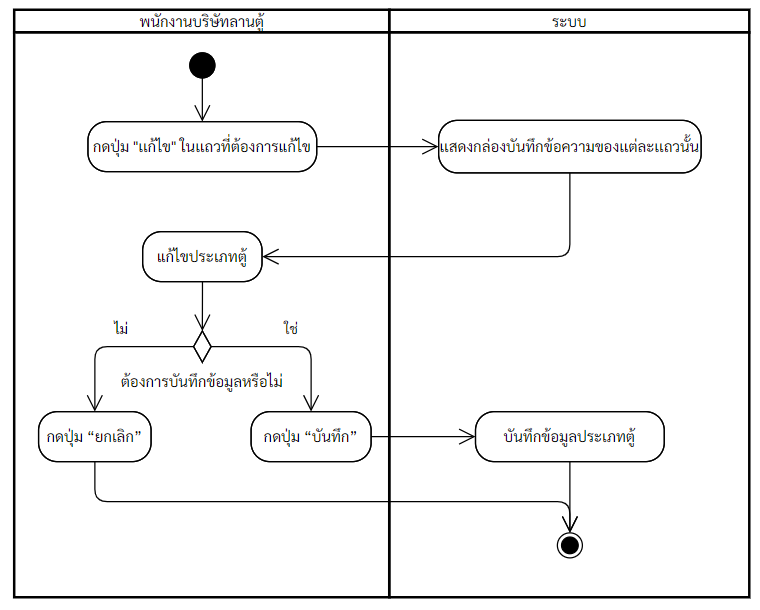 พนักงานบริษัทลานตู้
ระบบ
กดปุ่ม "แก้ไข" ในแถวที่ต้องการแก้ไข
แสดงกล่องบันทึกข้อความของแต่ละแถวนั้น
แก้ไขประเภทตู้
ไม่
ใช่
ต้องการบันทึกข้อมูลหรือไม่
กดปุ่ม “ยกเลิก”
กดปุ่ม “บันทึก”
บันทึกข้อมูลประเภทตู้